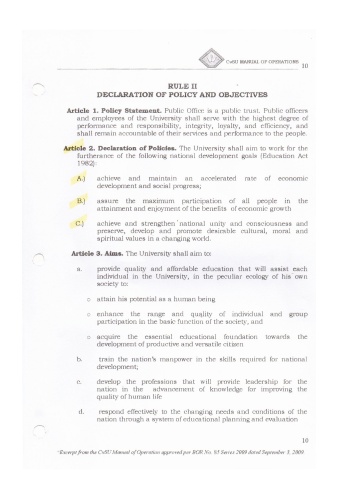 CvSU MANUAL OF OPERATIONS
10
RULE II
DECLARATION OF POLICY AND OBJECTIVES
Article 1. Policy Statement. Public Office is a public trust. Public officers
and employees of the University shall serve with the highest degree of
performance and responsibility, integrity, loyalty, and efficiency, and
shall remain accountable of their services and performance to the people.
Article 2. Declaration of Policies. The University shall aim to work for the
furtherance of the following national development goals (Education Act
1982):
A.) achieve and maintain an accelerated rate of economic
development and social progress;
B.) assure the maximum participation of all people in the
attainment and enjoyment of the benefits of economic growth
C.) achieve and strengthen national unity and consciousness and
preserve, develop and promote desirable cultural, moral and
spiritual values in a changing world.
Article 3. Aims. The University shall aim to:
a. provide quality and affordable education that will assist each
individual in the University, in the peculiar ecology of his own
society to:
o attain his potential as a human being
o enhance the range and quality of individual and group
participation in the basic function of the society, and
o acquire the essential educational foundation towards the
development of productive and versatile citizen
b. train the nation's manpower in the skills required for national
development;
c. develop the professions that will provide leadership for the
nation in the advancement of knowledge for improving the
quality of human life
d. respond effectively to the changing needs and conditions of the
nation through a system of educational planning and evaluation
10
*Excerpt from the CvSU Manual of Operation approved per BOR No. 65 Series 2009 dated September 3, 2009